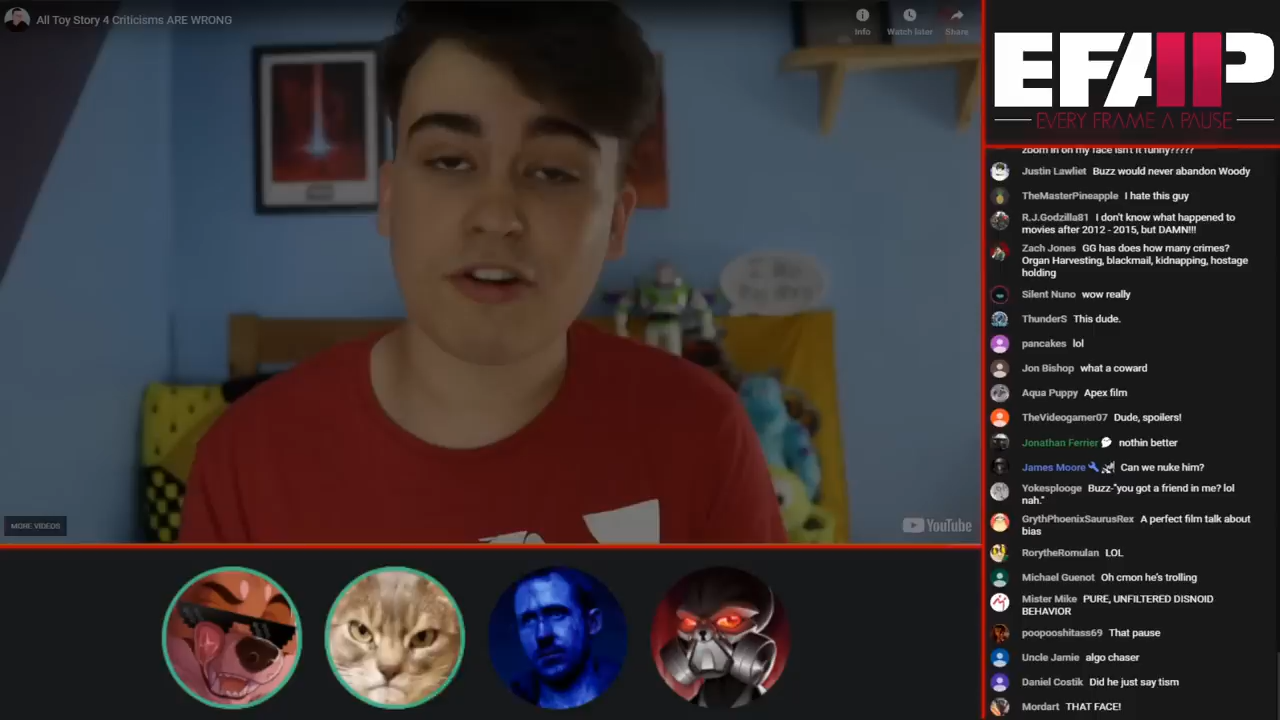 All Toy Story 4 Criticisms ARE WRONG
Info
Watch later
Share
MORE VIDEOS
YouTube
EFAP
EVERY FRAME A PAUSE
zoom in on my face isn't it funny?????
Justin Lawliet Buzz would never abandon Woody
TheMasterPineapple I hate this guy
R.J.Godzilla81 I don't know what happened to
movies after 2012 - 2015, but DAMN!!!
Zach Jones GG has does how many crimes?
Organ Harvesting, blackmail, kidnapping, hostage
holding
Silent Nuno wow really
ThunderS This dude.
pancakes lol
Jon Bishop what a coward
Aqua Puppy Apex film
TheVideogamer07 Dude, spoilers!
Jonathan Ferrier nothin better
James Moore Can we nuke him?
Yokesplooge Buzz-"you got a friend in me? lol
nah."
GrythPhoenixSaurusRex A perfect film talk about
bias
RorytheRomulan LOL
Michael Guenot Oh cmon he's trolling
Mister Mike PURE, UNFILTERED DISNOID
BEHAVIOR
poopooshitass69 That pause
Uncle Jamie algo chaser
Daniel Costik Did he just say tism
Mordart THAT FACE!